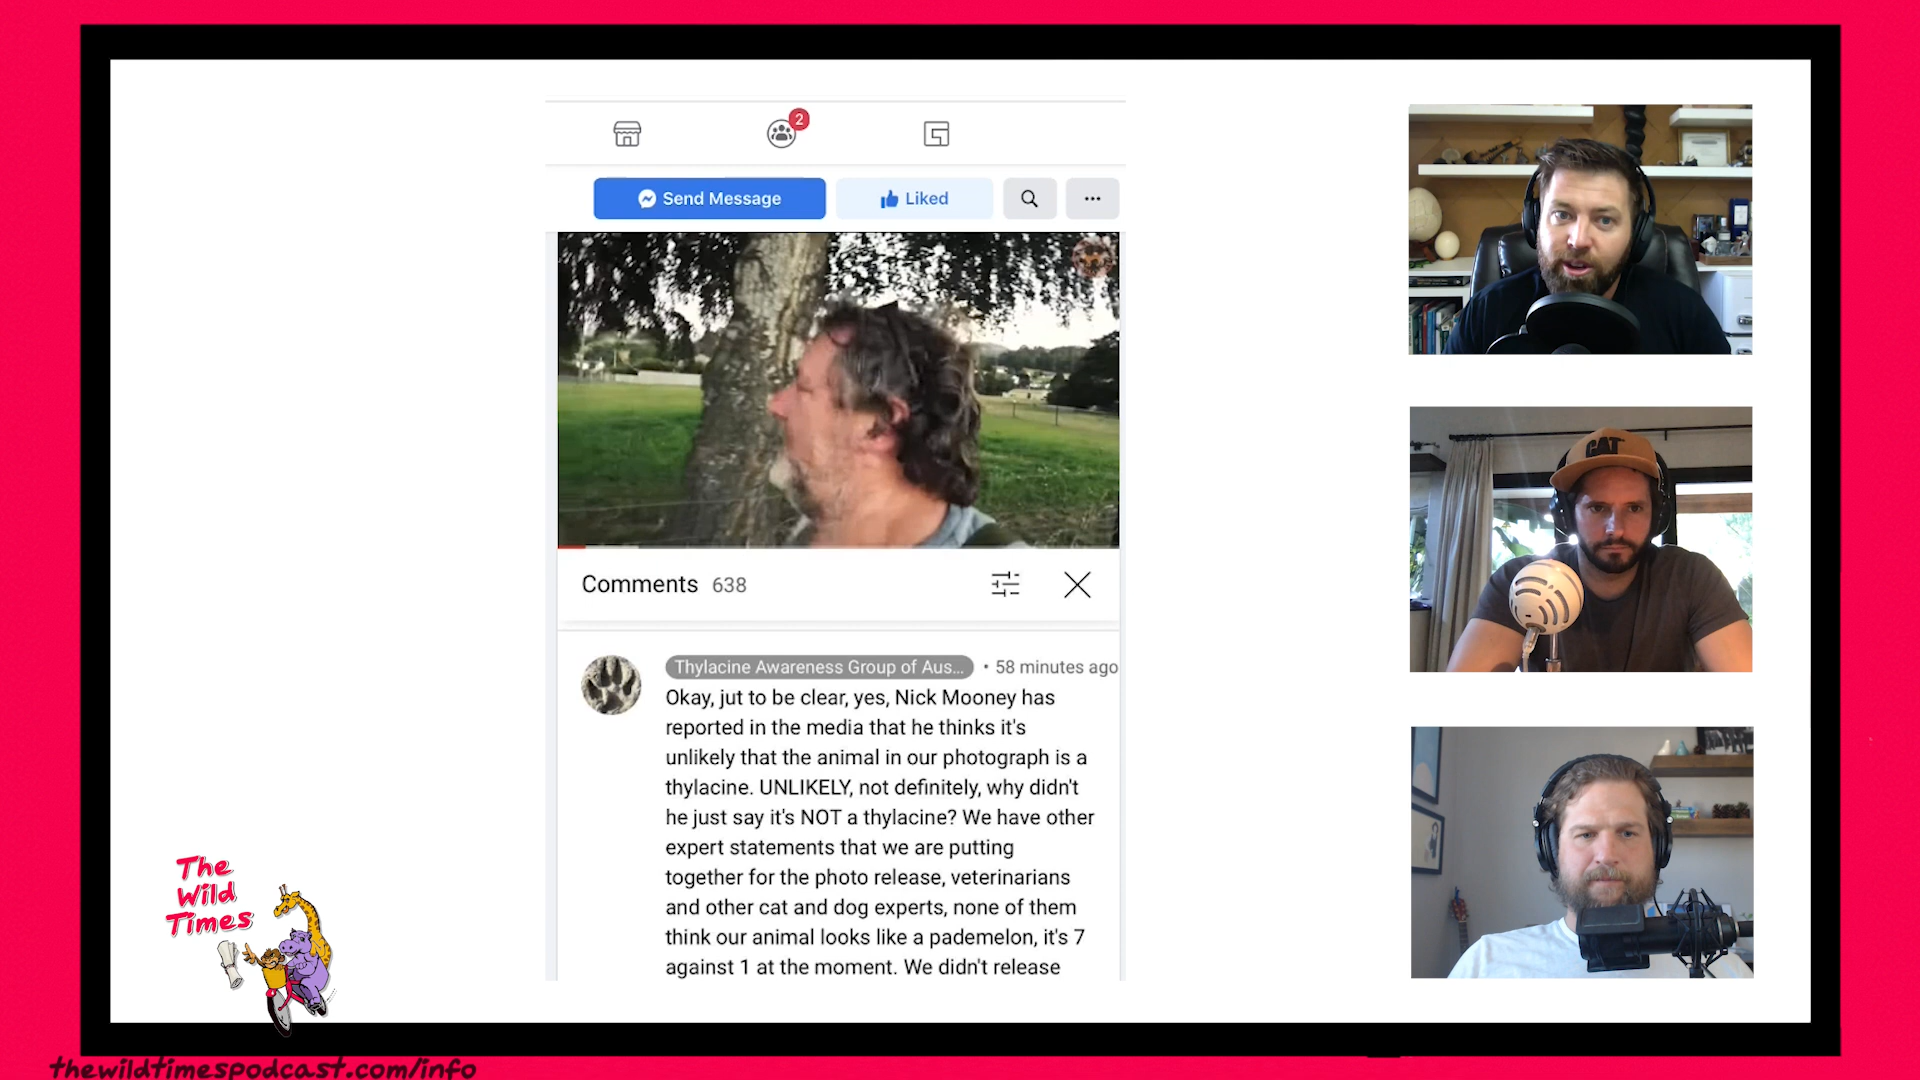 2
Send Message
Liked
Comments 638
Thylacine Awareness Group of Aus... • 58 minutes ago
Okay, jut to be clear, yes, Nick Mooney has
reported in the media that he thinks it's
unlikely that the animal in our photograph is a
thylacine. UNLIKELY, not definitely, why didn't
he just say it's NOT a thylacine? We have other
expert statements that we are putting
together for the photo release, veterinarians
and other cat and dog experts, none of them
think our animal looks like a pademelon, it's 7
against 1 at the moment. We didn't release
CAT
The
Wild
Times
thewildtimespodcast.com/info